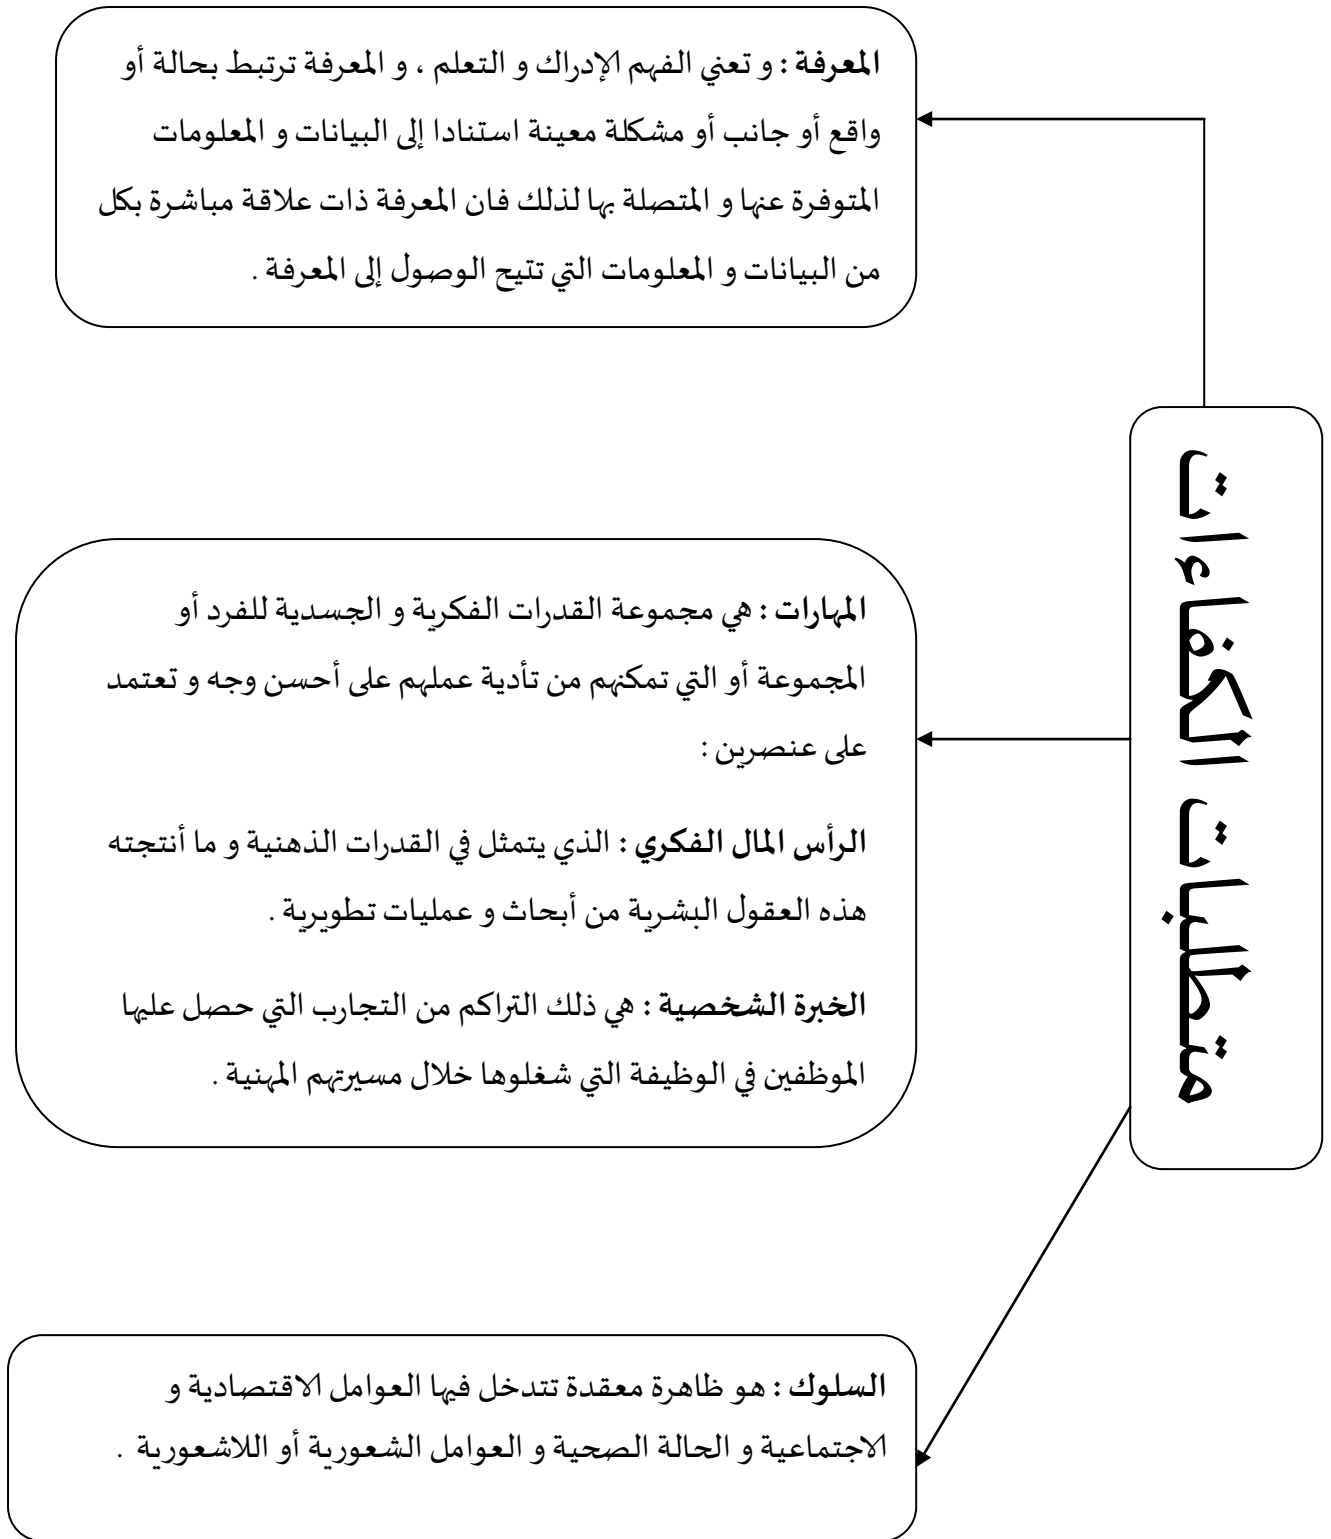 المعرفة : و تعني الفهم الإدراك و التعلم ، و المعرفة ترتبط بحالة أو
واقع أو جانب أو مشكلة معينة استنادا إلى البيانات و المعلومات
المتوفرة عنها و المتصلة بها لذلك فان المعرفة ذات علاقة مباشرة بكل
من البيانات و المعلومات التي تتيح الوصول إلى المعرفة .
متطلبات الكفاءات
المهارات : هي مجموعة القدرات الفكرية و الجسدية للفرد أو
المجموعة أو التي تمكنهم من تأدية عملهم على أحسن وجه و تعتمد
على عنصرين :
الرأس المال الفكري : الذي يتمثل في القدرات الذهنية و ما أنتجته
هذه العقول البشرية من أبحاث و عمليات تطويرية .
الخبرة الشخصية : هي ذلك التراكم من التجارب التي حصل عليها
الموظفين في الوظيفة التي شغلوها خلال مسيرتهم المهنية .
السلوك : هو ظاهرة معقدة تتدخل فيها العوامل الاقتصادية و
الاجتماعية و الحالة الصحية و العوامل الشعورية أو اللاشعورية .